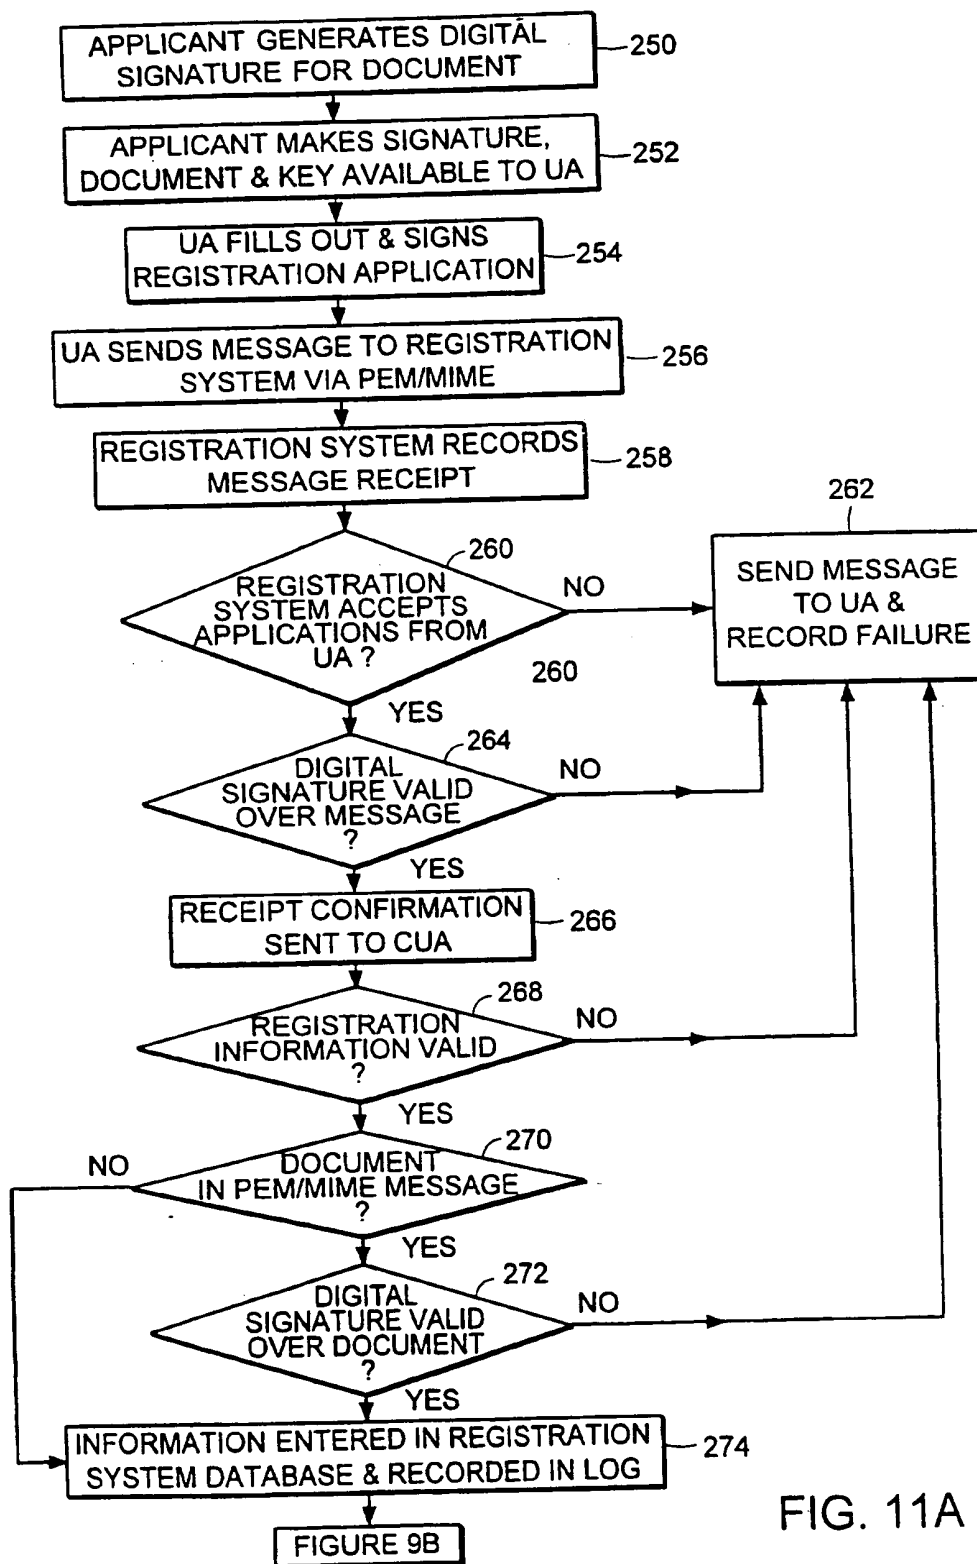 APPLICANT GENERATES DIGITAL
SIGNATURE FOR DOCUMENT
250
APPLICANT MAKES SIGNATURE,
DOCUMENT & KEY AVAILABLE TO UA
252
UA FILLS OUT & SIGNS
REGISTRATION APPLICATION
254
UA SENDS MESSAGE TO REGISTRATION
SYSTEM VIA PEM/MIME
256
REGISTRATION SYSTEM RECORDS
MESSAGE RECEIPT
258
262
SEND MESSAGE
TO UA &
RECORD FAILURE
260
REGISTRATION
SYSTEM ACCEPTS
APPLICATIONS FROM
UA ?
NO
260
YES
264
DIGITAL
SIGNATURE VALID
OVER MESSAGE
?
NO
YES
RECEIPT CONFIRMATION
SENT TO CUA
266
268
REGISTRATION
INFORMATION VALID
?
NO
YES
270
NO
DOCUMENT
IN PEM/MIME MESSAGE
?
YES
272
DIGITAL
SIGNATURE VALID
OVER DOCUMENT
?
NO
YES
INFORMATION ENTERED IN REGISTRATION
SYSTEM DATABASE & RECORDED IN LOG
274
FIGURE 9B
FIG. 11A